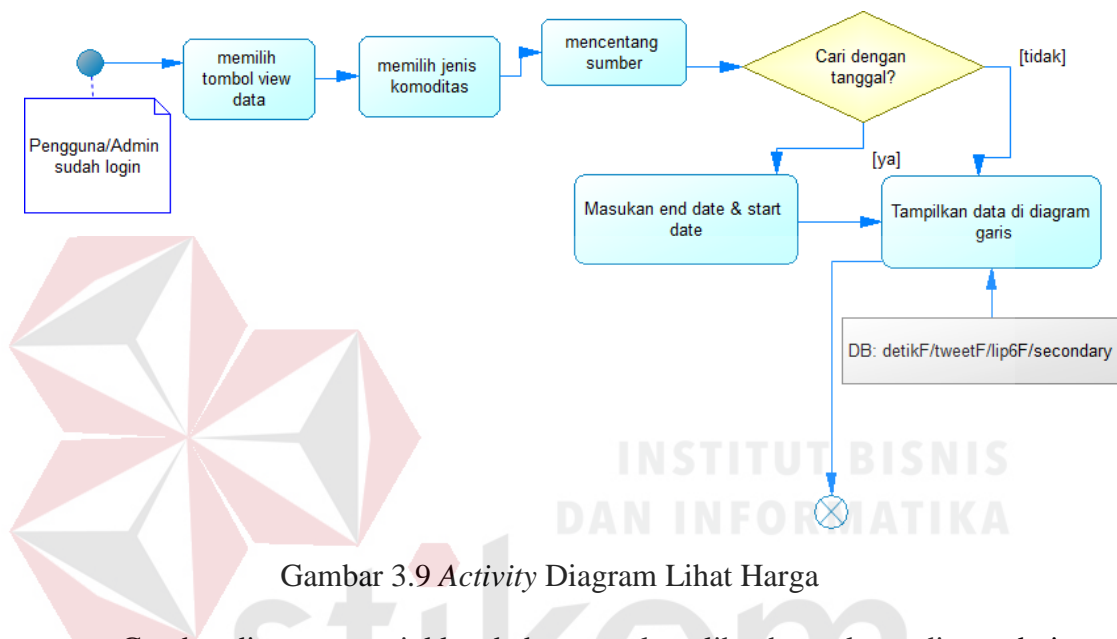 memilih
tombol view
data
memilih jenis
komoditas
mencentang
sumber
Cari dengan
tanggal?
[tidak]
Pengguna/Admin
sudah login
[ya]
Masukan end date & start
date
Tampilkan data di diagram
garis
DB: detikF/tweetF/lip6F/secondary
INSTITUT BISNIS
DAN INFORMATIKA
stikom
Gambar 3.9 Activity Diagram Lihat Harga